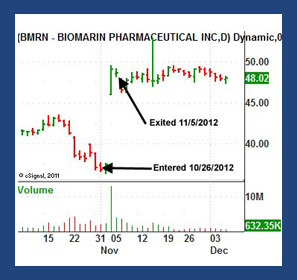 [BMRN - BIOMARIN PHARMACEUTICAL INC,D) Dynamic,0
50.00
48.02
45.00
Exited 11/5/2012
40.00
Entered 10/26/2012
© eSignal, 2011
Volume
10M
632.35K
15 22 31 05 12 19 26 03
Nov Dec